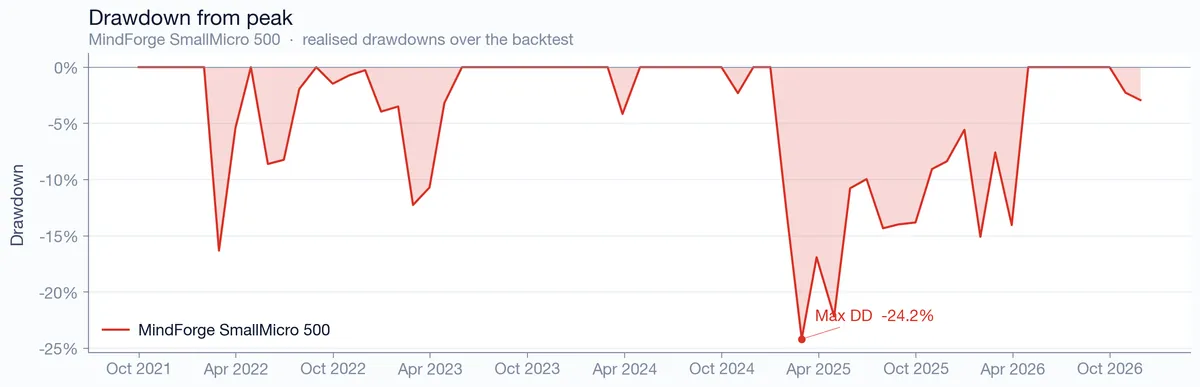 Drawdown from peak
MindForge SmallMicro 500 · realised drawdowns over the backtest
Drawdown
0%
-5%
-10%
-15%
-20%
-25%
Max DD -24.2%
MindForge SmallMicro 500
Oct 2021 Apr 2022 Oct 2022 Apr 2023 Oct 2023 Apr 2024 Oct 2024 Apr 2025 Oct 2025 Apr 2026 Oct 2026